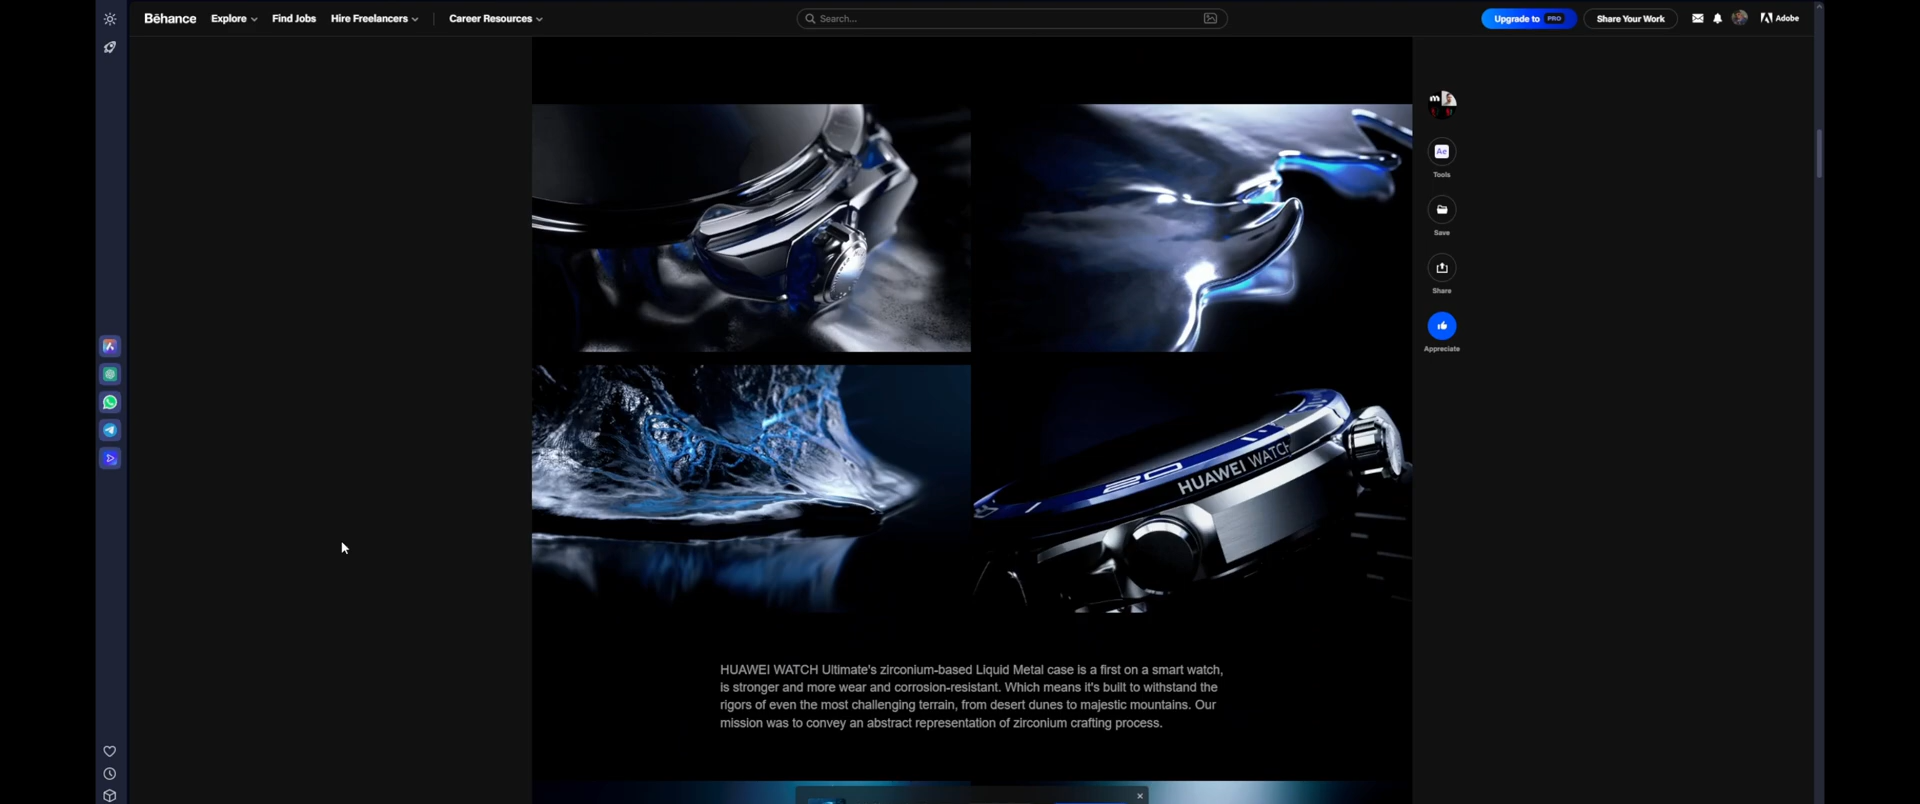 Bēhance
Explore
Find Jobs
Hire Freelancers
Career Resources
Search...
Upgrade to PRO
Share Your Work
Adobe
m
Ae
Tools
Save
Share
Appreciate
20
HUAWEI WATCH
HUAWEI WATCH Ultimate's zirconium-based Liquid Metal case is a first on a smart watch,
is stronger and more wear and corrosion-resistant. Which means it's built to withstand the
rigors of even the most challenging terrain, from desert dunes to majestic mountains. Our
mission was to convey an abstract representation of zirconium crafting process.